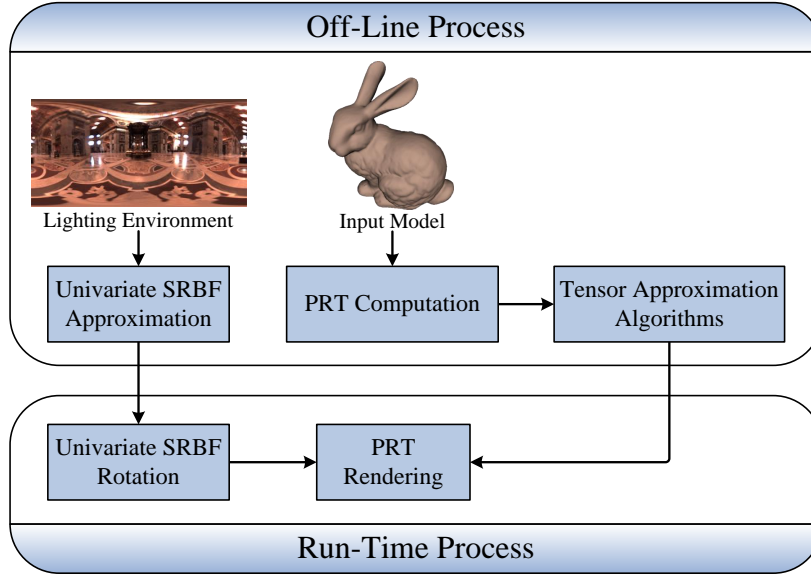 Off-Line Process
Lighting Environment
Input Model
Univariate SRBF
Approximation
PRT Computation
Tensor Approximation
Algorithms
Univariate SRBF
Rotation
PRT
Rendering
Run-Time Process